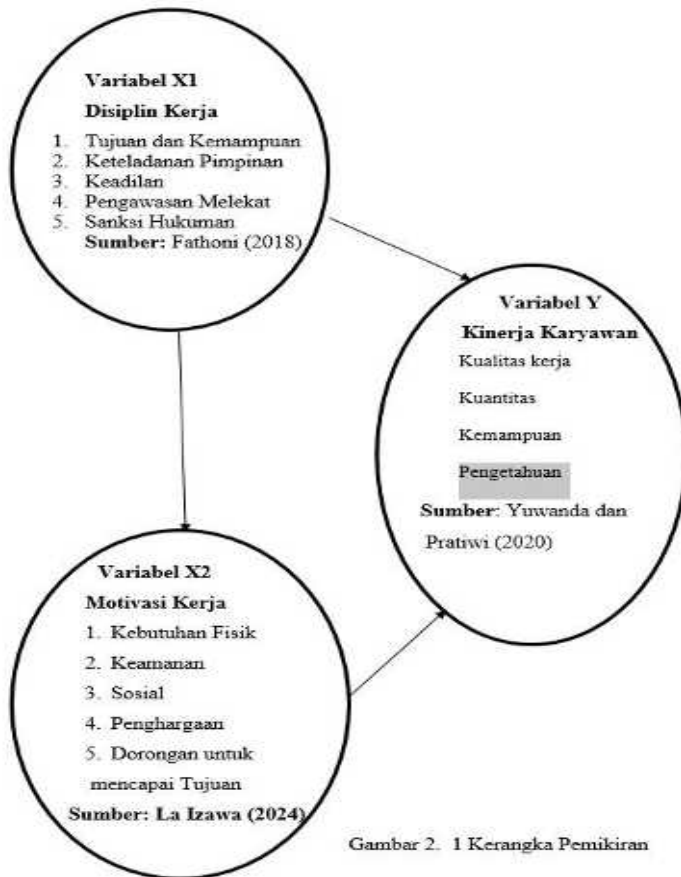 Variabel X1
Disiplin Kerja
1. Tujuan dan Kemampuan
2. Keteladanan Pimpinan
3. Keadilan
4. Pengawasan Melekat
5. Sanksi Hukuman
Sumber: Fathoni (2018)
Variabel Y
Kinerja Karyawan
Kualitas kerja
Kuantitas
Kemampuan
Pengetahuan
Sumber: Yuwanda dan
Pratiwi (2020)
Variabel X2
Motivasi Kerja
1. Kebutuhan Fisik
2. Keamanan
3. Sosial
4. Penghargaan
5. Dorongan untuk
mencapai Tujuan
Sumber: La Izawa (2024)
Gambar 2. 1 Kerangka Pemikiran